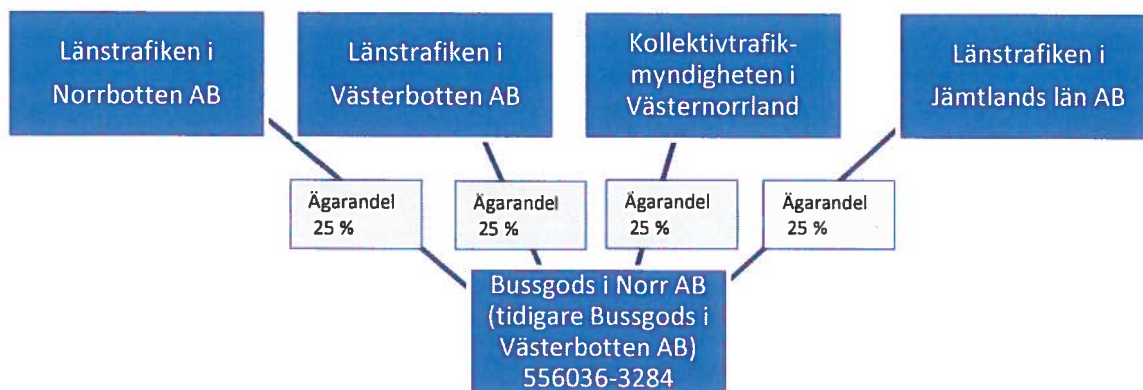 Länstrafiken i
Norrbotten AB
Länstrafiken i
Västerbotten AB
Kollektivtrafik-
myndigheten i
Västernorrland
Länstrafiken i
Jämtlands län AB
Ägarandel
25 %
Ägarandel
25 %
Ägarandel
25 %
Ägarandel
25 %
Bussgods i Norr AB
(tidigare Bussgods i
Västerbotten AB)
556036-3284